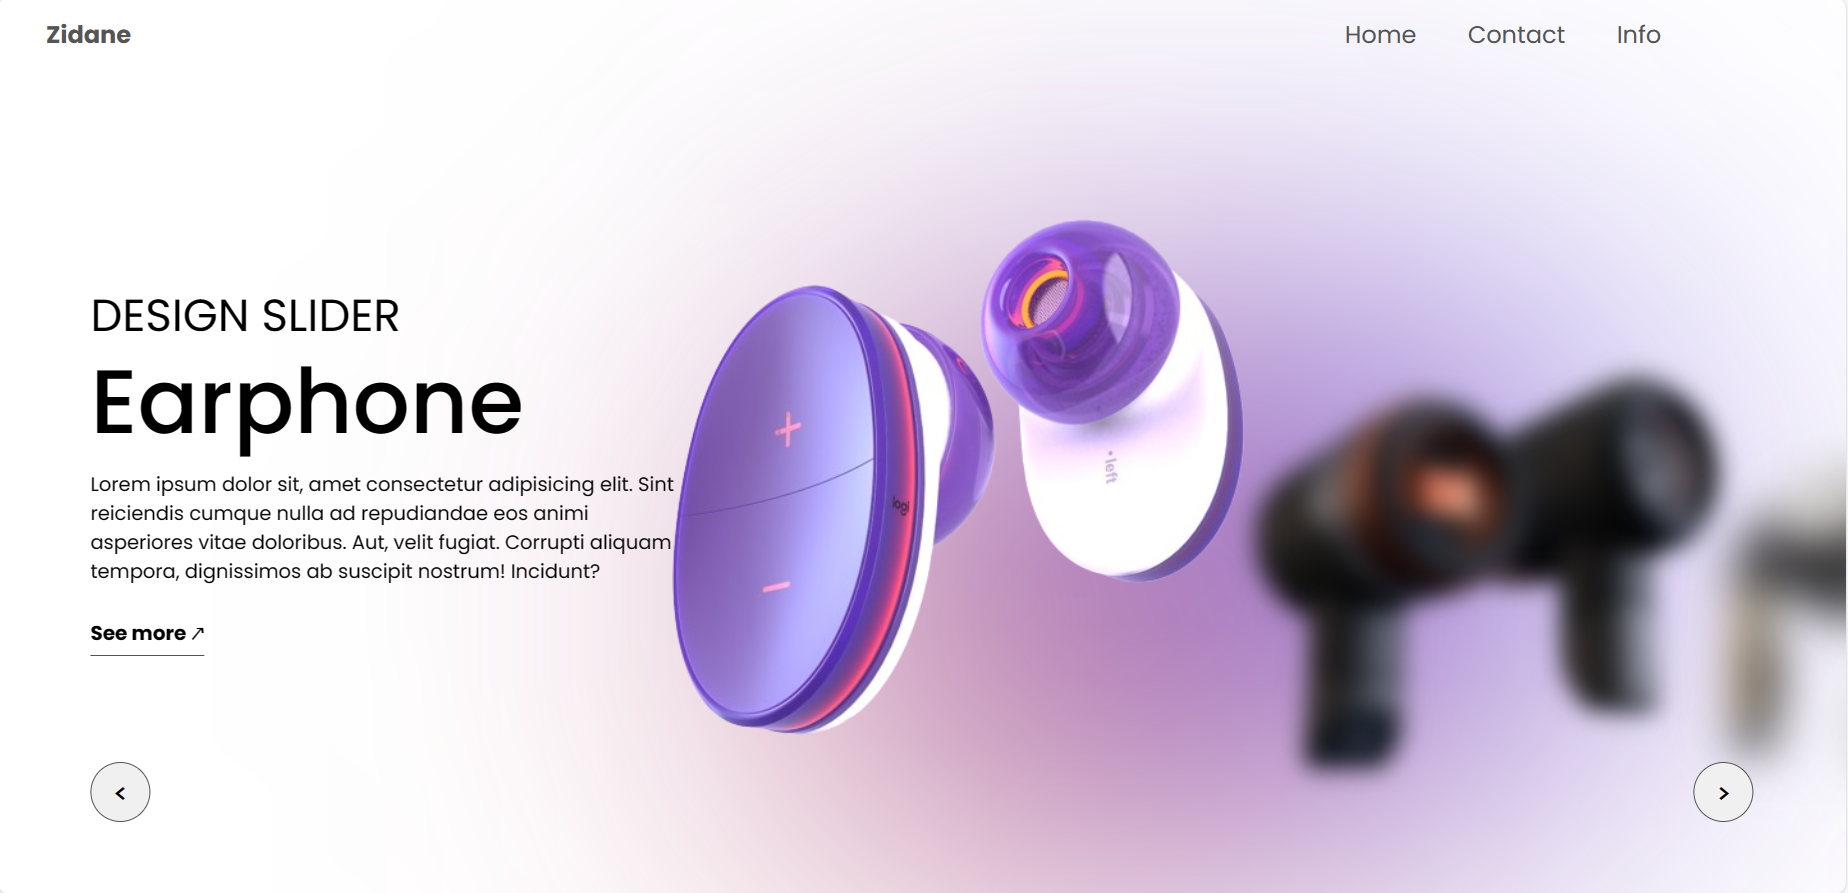 Zidane
Home Contact Info
DESIGN SLIDER
Earphone
Lorem ipsum dolor sit, amet consectetur adipisicing elit. Sint
reiciendis cumque nulla ad repudiandae eos animi
asperiores vitae doloribus. Aut, velit fugiat. Corrupti aliquam
tempora, dignissimos ab suscipit nostrum! Incidunt?
See more ↗
+
logi
• left
−
< >